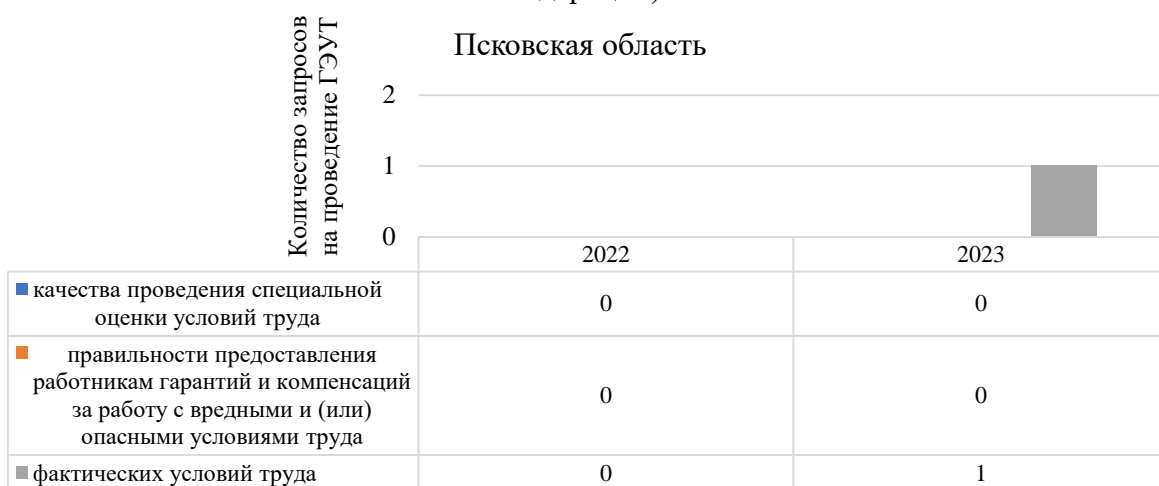 Псковская область
Количество запросов
на проведение ГЭУТ
2
1
0
2022 2023
качества проведения специальной
оценки условий труда
0 0
правильности предоставления
работникам гарантий и компенсаций
за работу с вредными и (или)
опасными условиями труда
0 0
фактических условий труда 0 1